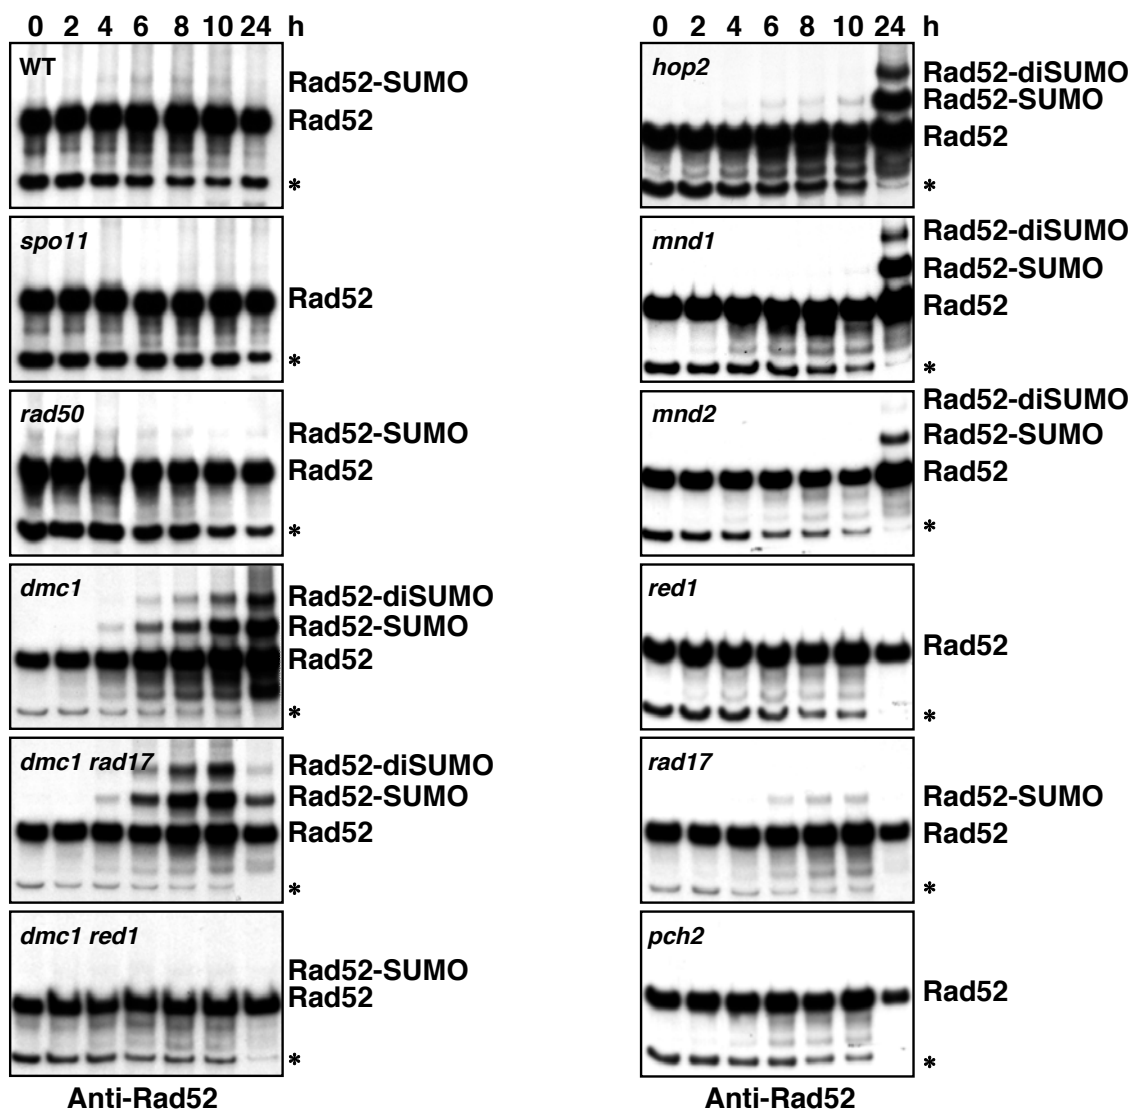 0 2 4 6 8 10 24 h
WT
Rad52-SUMO
Rad52
*
spo11
Rad52
*
rad50
Rad52-SUMO
Rad52
*
dmc1
Rad52-diSUMO
Rad52-SUMO
Rad52
*
dmc1 rad17
Rad52-diSUMO
Rad52-SUMO
Rad52
*
dmc1 red1
Rad52-SUMO
Rad52
*
Anti-Rad52
0 2 4 6 8 10 24 h
hop2
Rad52-diSUMO
Rad52-SUMO
Rad52
*
mnd1
Rad52-diSUMO
Rad52-SUMO
Rad52
*
mnd2
Rad52-diSUMO
Rad52-SUMO
Rad52
*
red1
Rad52
*
rad17
Rad52-SUMO
Rad52
*
pch2
Rad52
*
Anti-Rad52